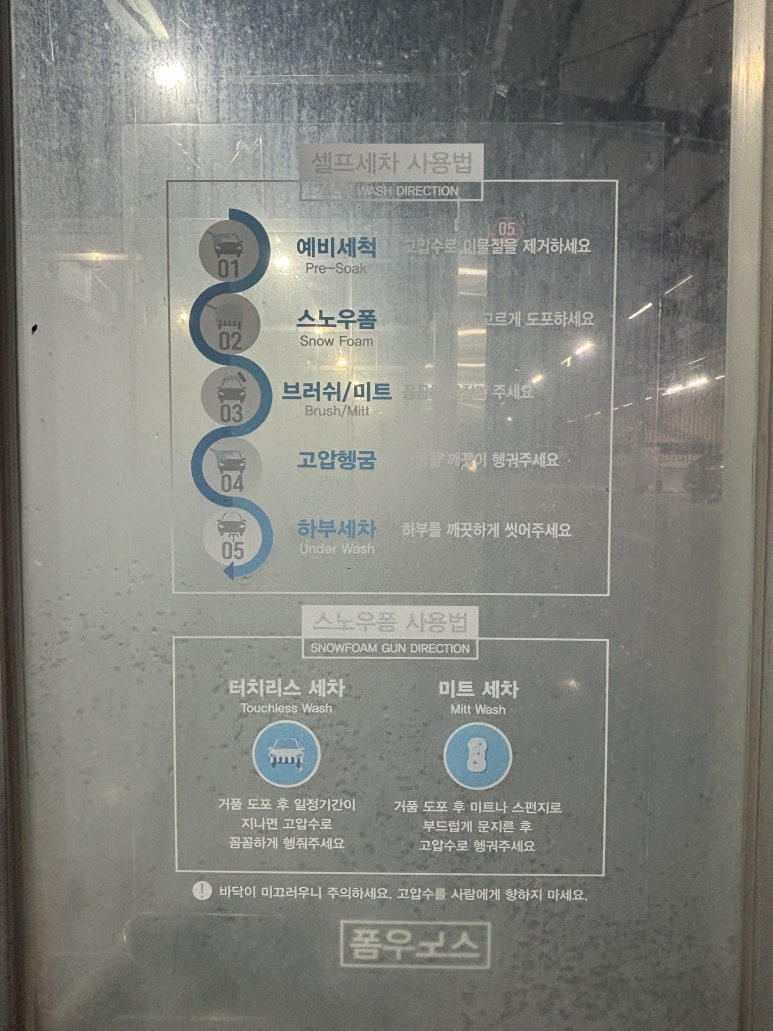 셀프세차 사용법
WASH DIRECTION
01
예비세척
Pre-Soak
고압수로 이물질을 제거하세요
05
02
스노우폼
Snow Foam
고르게 도포하세요
03
브러쉬/미트
Brush/Mitt
주세요
04
고압헹굼
깨끗이 헹궈주세요
05
하부세차
Under Wash
하부를 깨끗하게 씻어주세요
스노우폼 사용법
SNOWFOAM GUN DIRECTION
터치리스 세차
Touchless Wash
거품 도포 후 일정기간이
지나면 고압수로
꼼꼼하게 헹줘주세요
미트 세차
Mitt Wash
거품 도포 후 미트나 스펀지로
부드럽게 문지른 후
고압수로 헹궈주세요
! 바닥이 미끄러우니 주의하세요. 고압수를 사람에게 향하지 마세요.
스노우폼